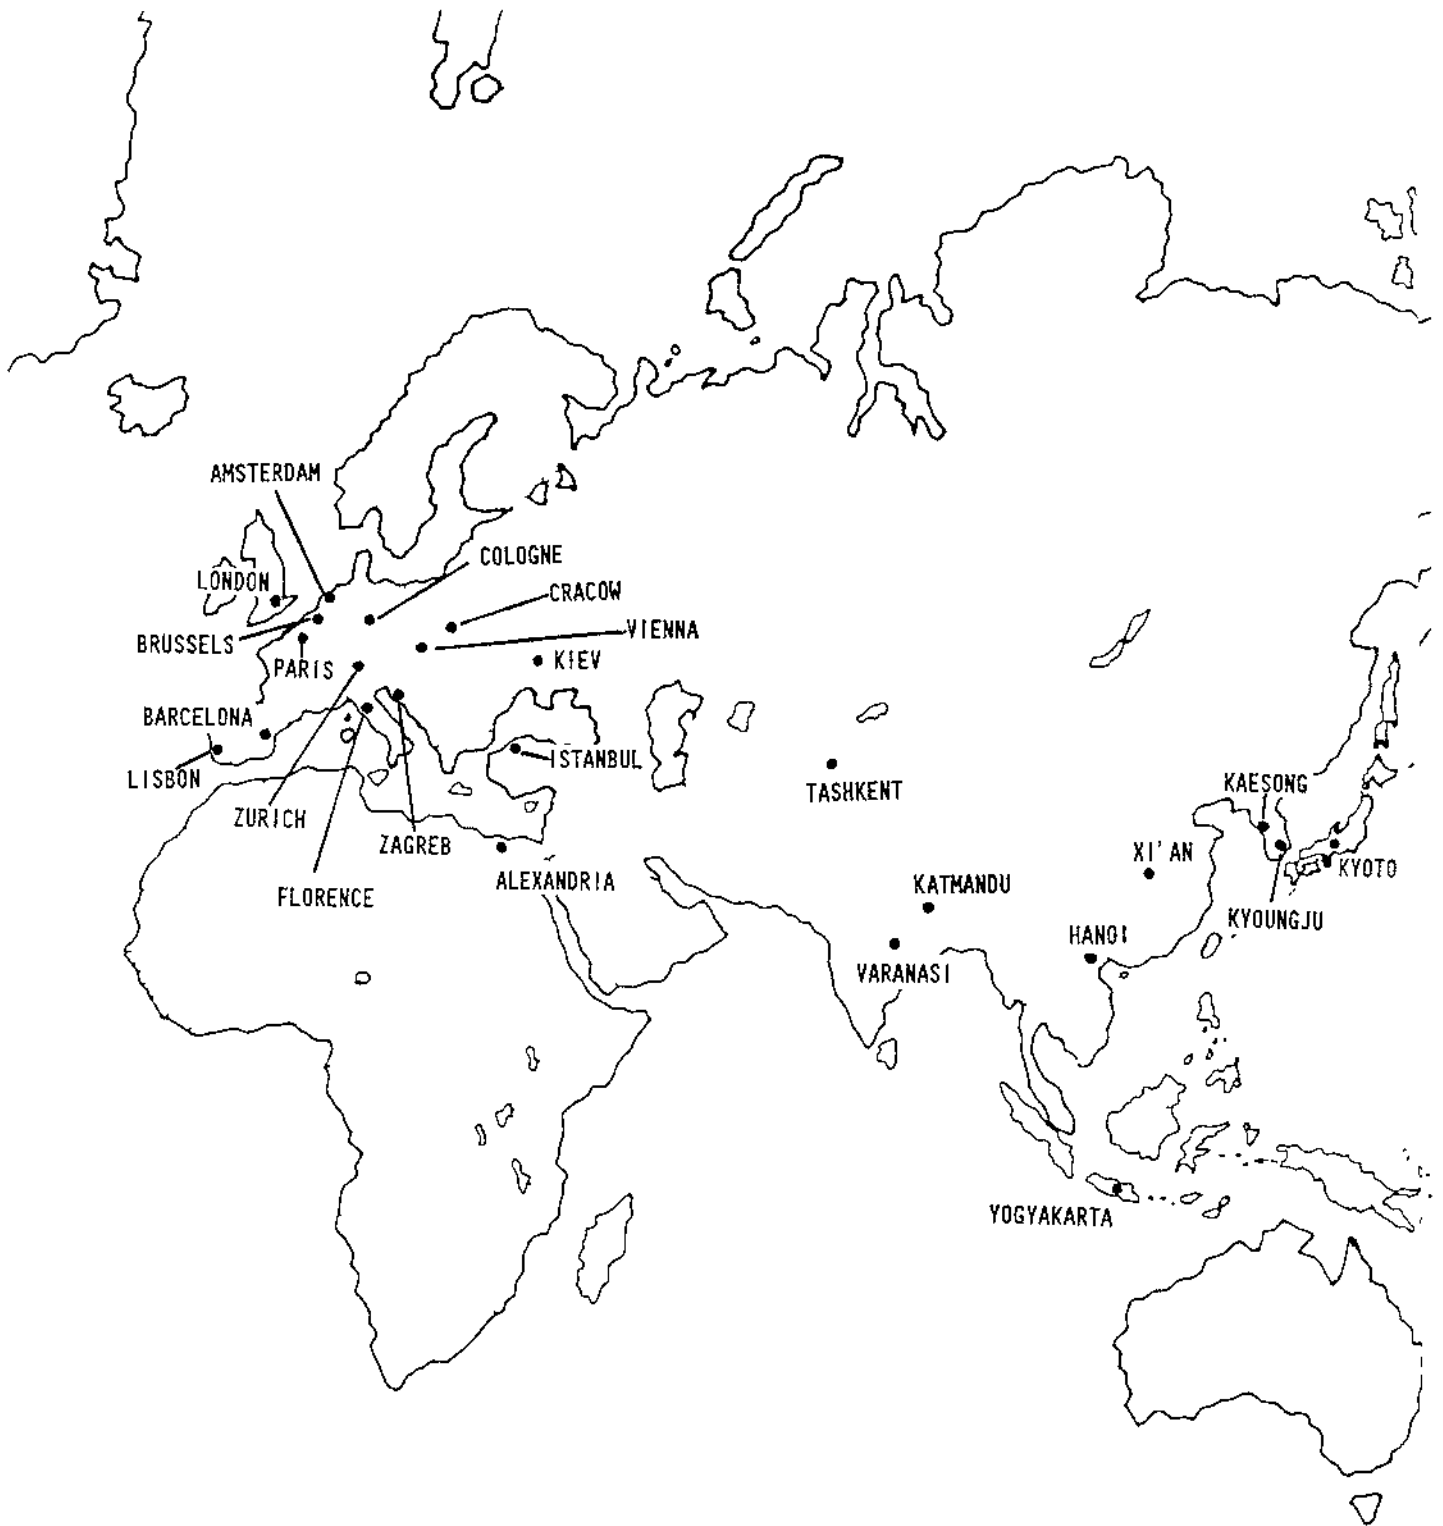 AMSTERDAM
COLOGNE
LONDON
CRACOW
BRUSSELS
VIENNA
PARIS
KIEV
BARCELONA
ISTANBUL
LISBON
TASHKENT
KAESONG
ZURICH
ZAGREB
XI'AN
KYOTO
ALEXANDRIA
KATMANDU
FLORENCE
KYOUNGJU
HANOI
VARANASI
YOGYAKARTA